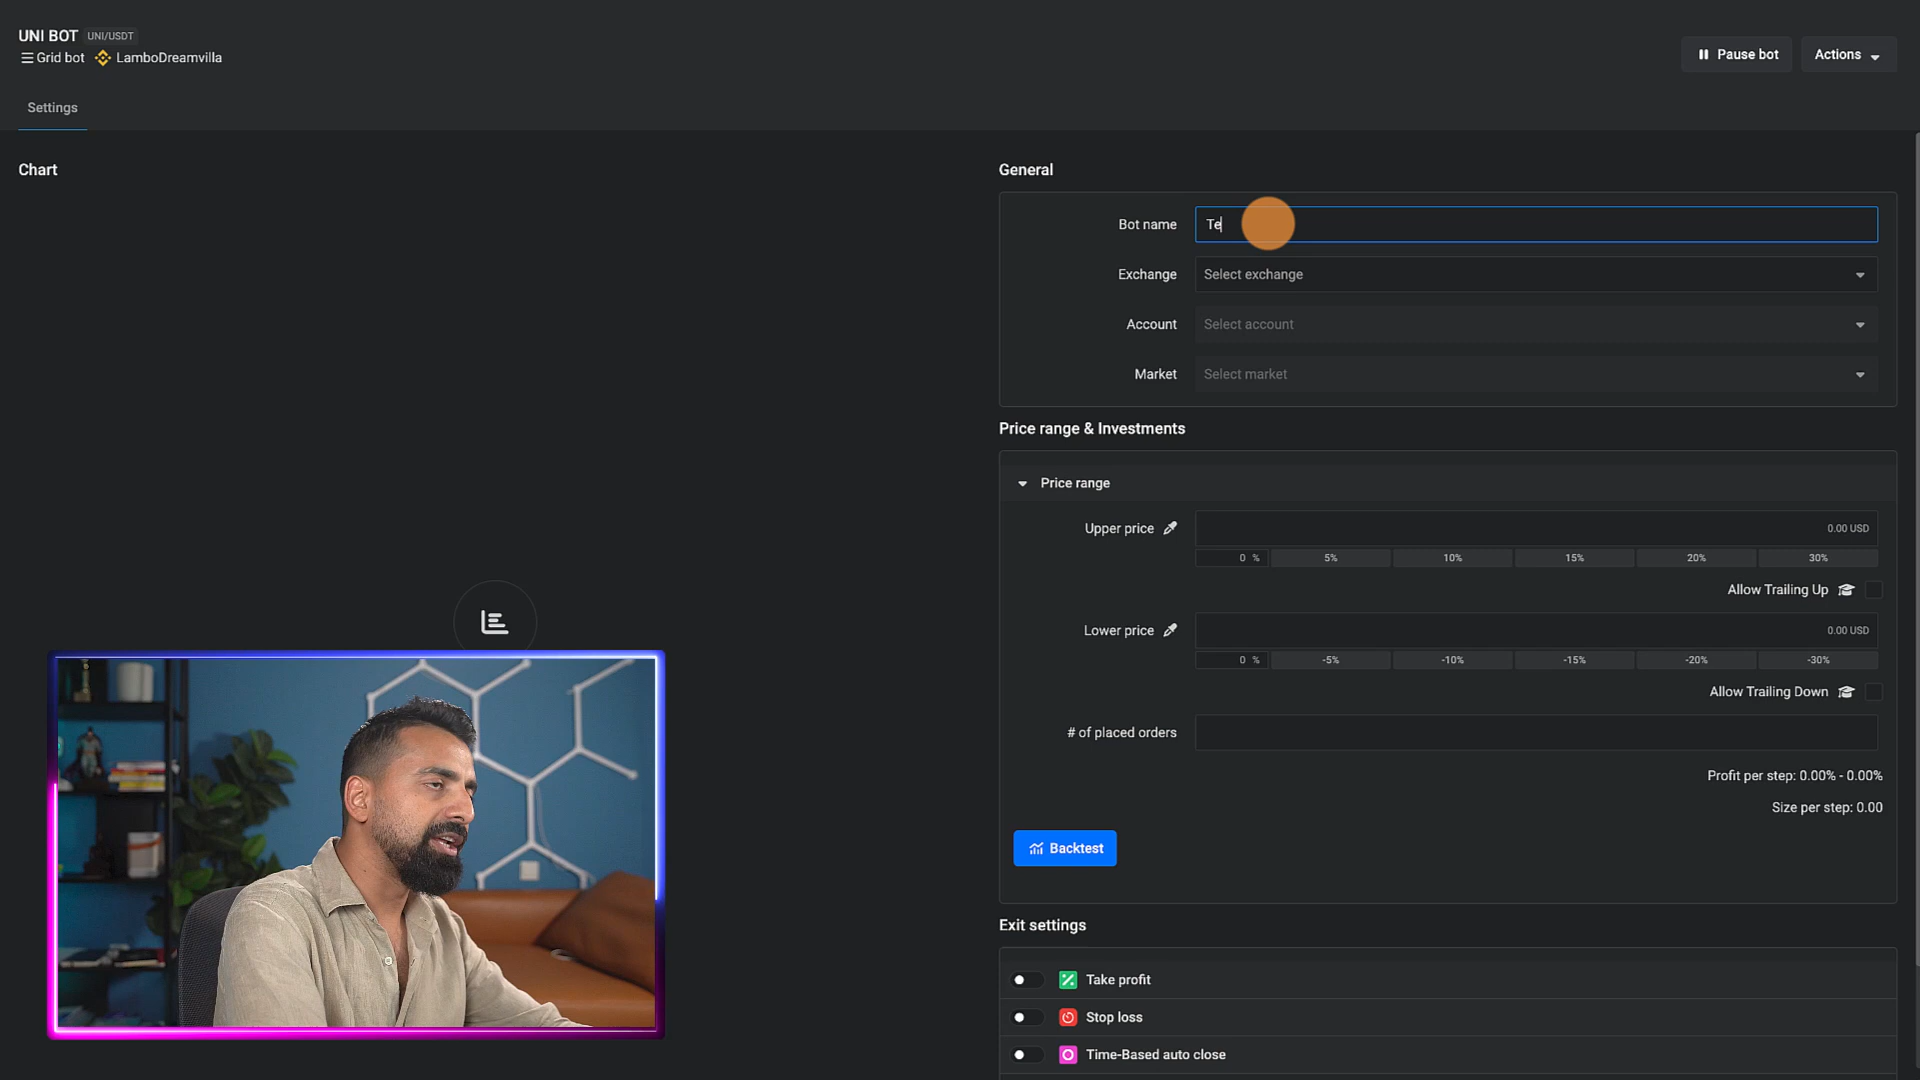 UNI BOT UNI/USDT
Grid bot LamboDreamvilla
Pause bot
Actions
Settings
Chart
General
Bot name Te
Exchange Select exchange
Account Select account
Market Select market
Price range & Investments
Price range
Upper price 0.00 USD
0 % 5% 10% 15% 20% 30%
Allow Trailing Up
Lower price 0.00 USD
0 % -5% -10% -15% -20% -30%
Allow Trailing Down
# of placed orders
Profit per step: 0.00% - 0.00%
Size per step: 0.00
Backtest
Exit settings
Take profit
Stop loss
Time-Based auto close